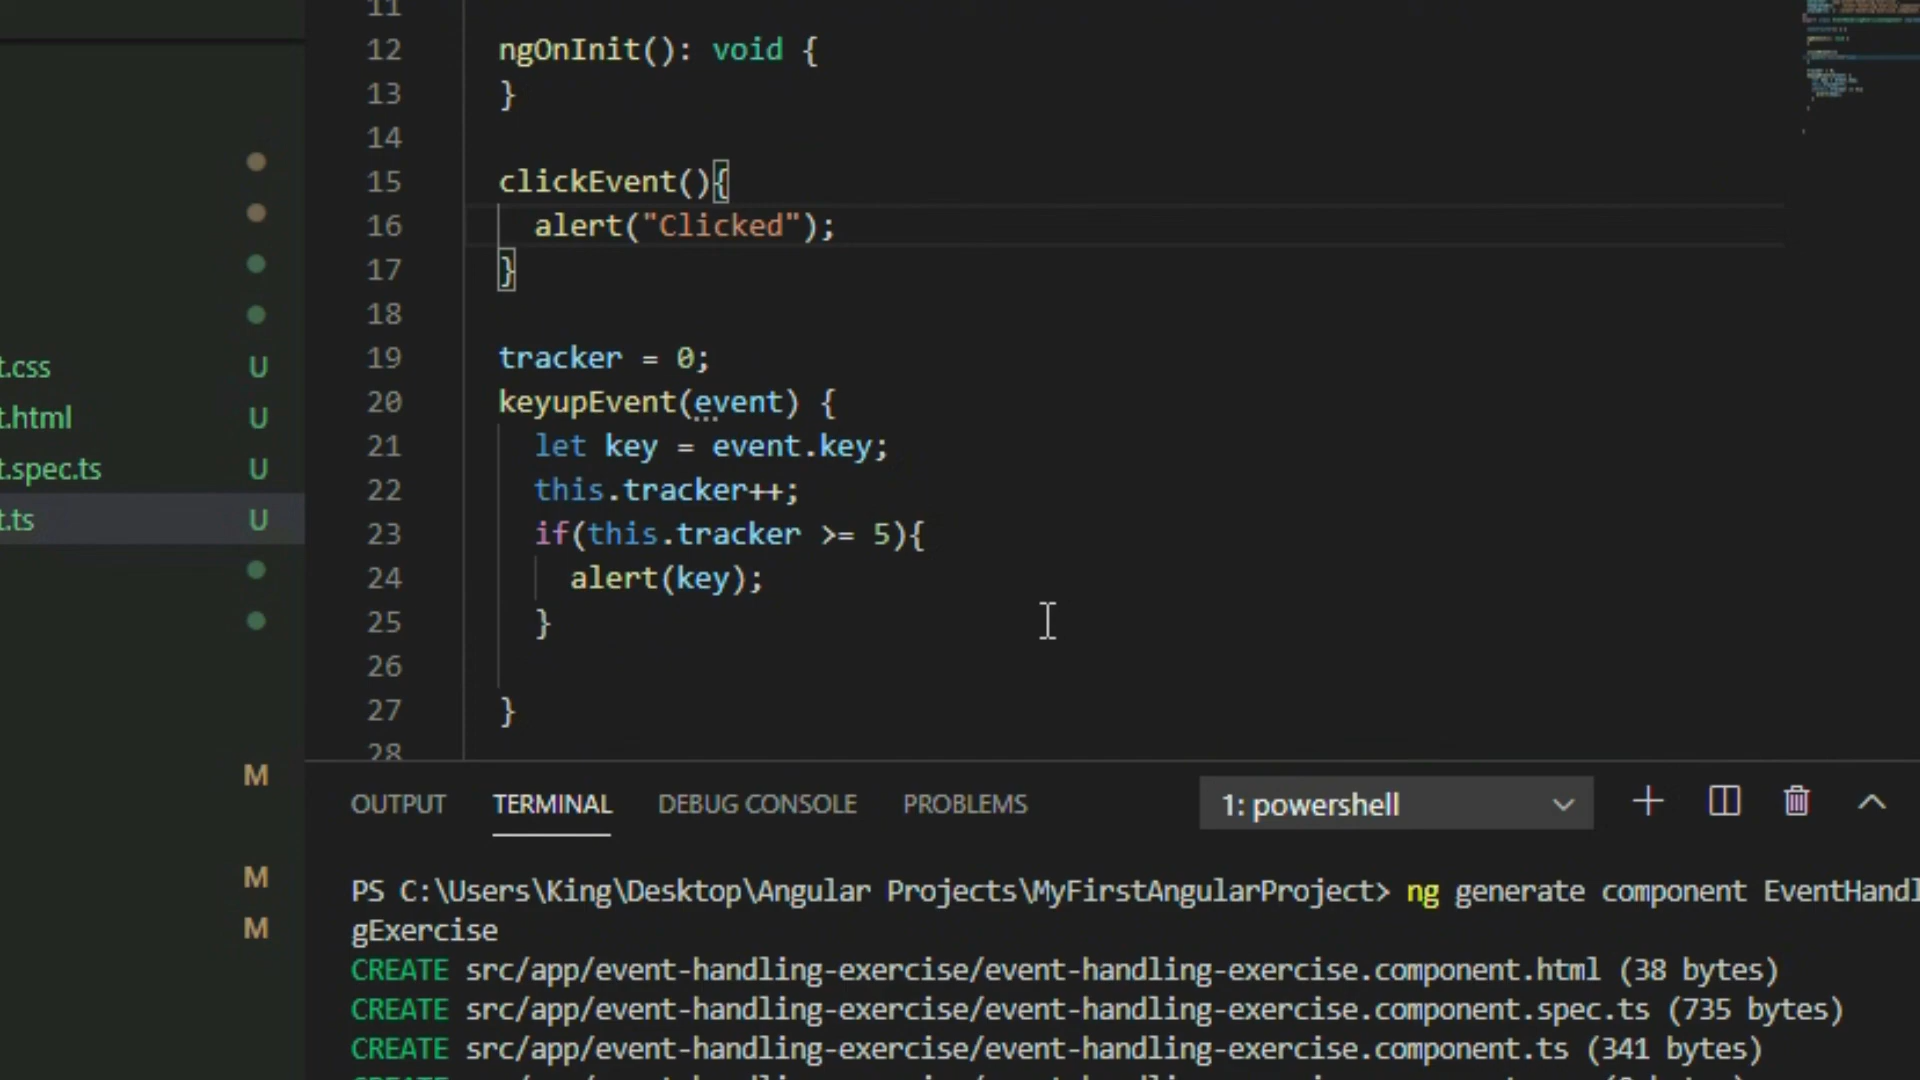 11
12 ngOnInit(): void {
13 }
14
15 clickEvent(){
16 alert("Clicked");
17 }
18
19 tracker = 0;
20 keyupEvent(event) {
21 let key = event.key;
22 this.tracker++;
23 if(this.tracker >= 5){
24 alert(key);
25 }
26
27 }
28
t.css U
t.html U
t.spec.ts U
t.ts U
M
M
M
OUTPUT TERMINAL DEBUG CONSOLE PROBLEMS 1: powershell
PS C:\Users\King\Desktop\Angular Projects\MyFirstAngularProject> ng generate component EventHandl
gExercise
CREATE src/app/event-handling-exercise/event-handling-exercise.component.html (38 bytes)
CREATE src/app/event-handling-exercise/event-handling-exercise.component.spec.ts (735 bytes)
CREATE src/app/event-handling-exercise/event-handling-exercise.component.ts (341 bytes)